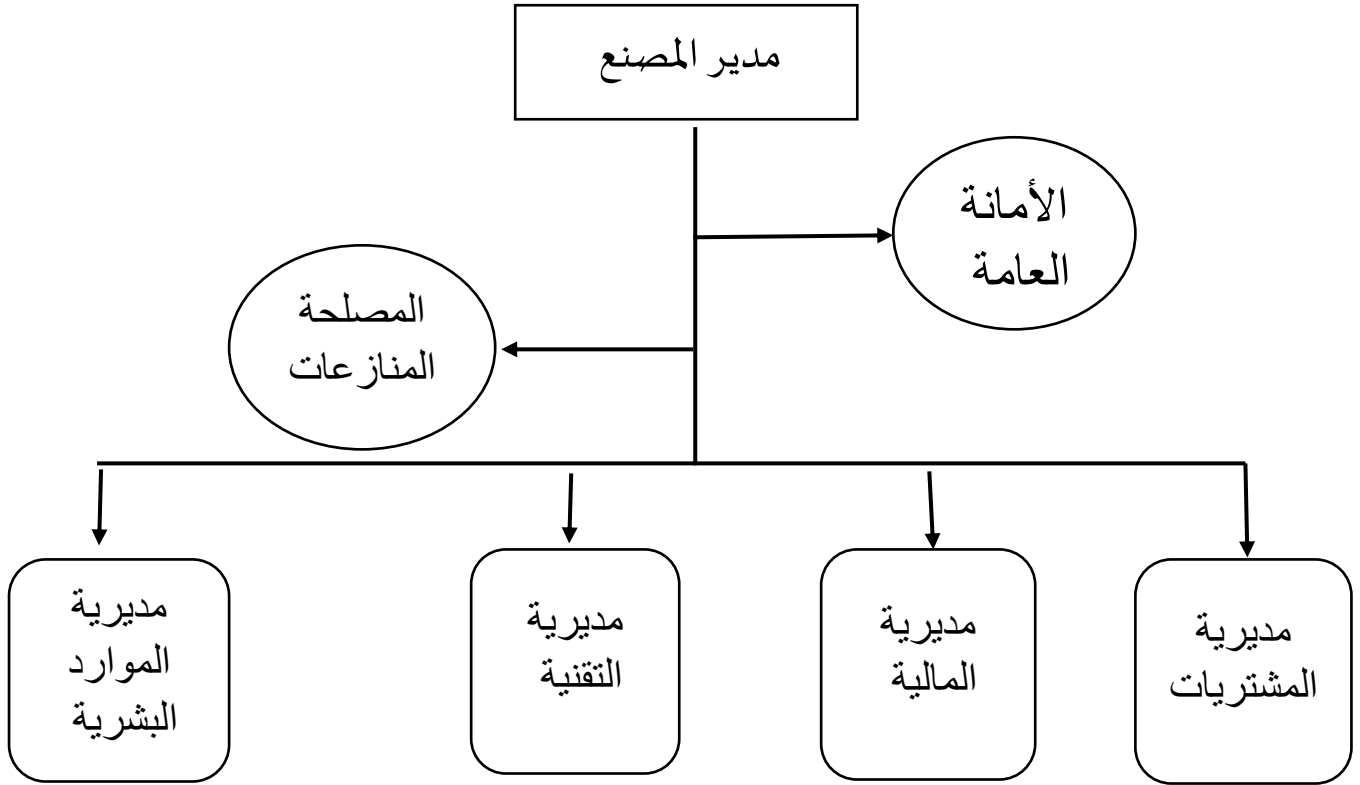 مدير المصنع
الأمانة
العامة
المصلحة
المنازعات
مديرية
المشتريات
مديرية
المالية
مديرية
التقنية
مديرية
الموارد
البشرية